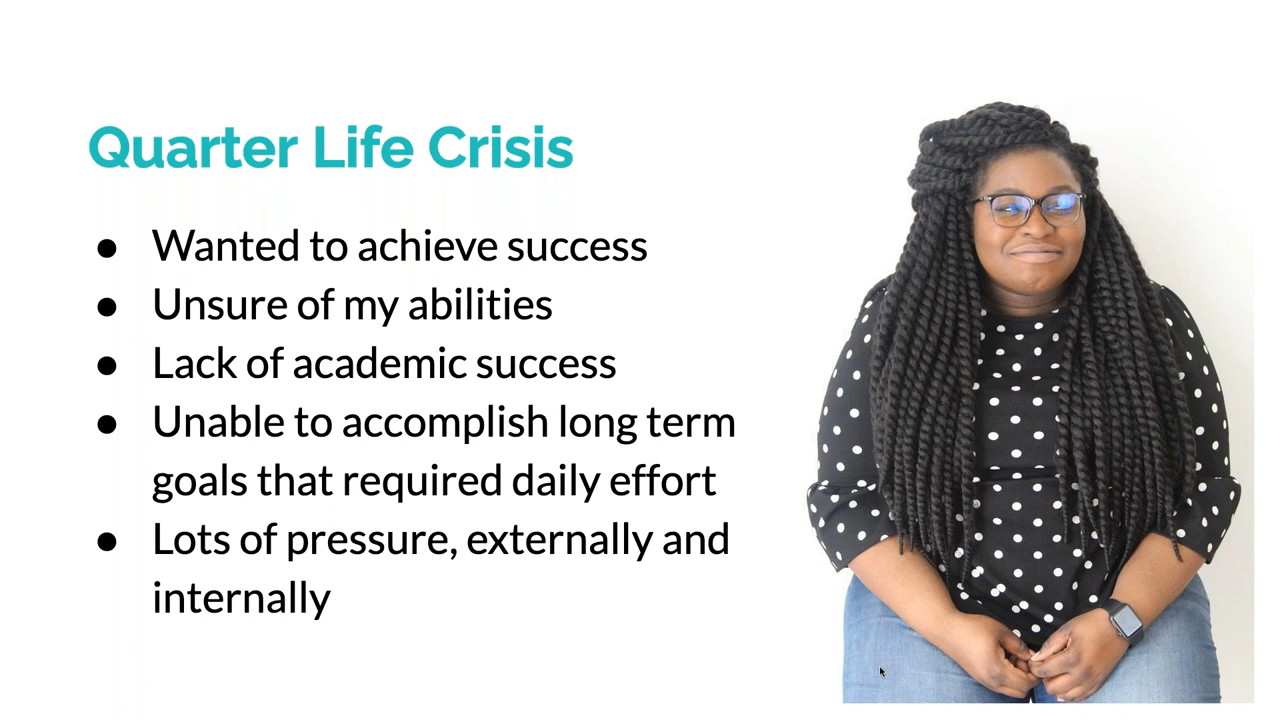 Quarter Life Crisis
● Wanted to achieve success
● Unsure of my abilities
● Lack of academic success
● Unable to accomplish long term
goals that required daily effort
● Lots of pressure, externally and
internally